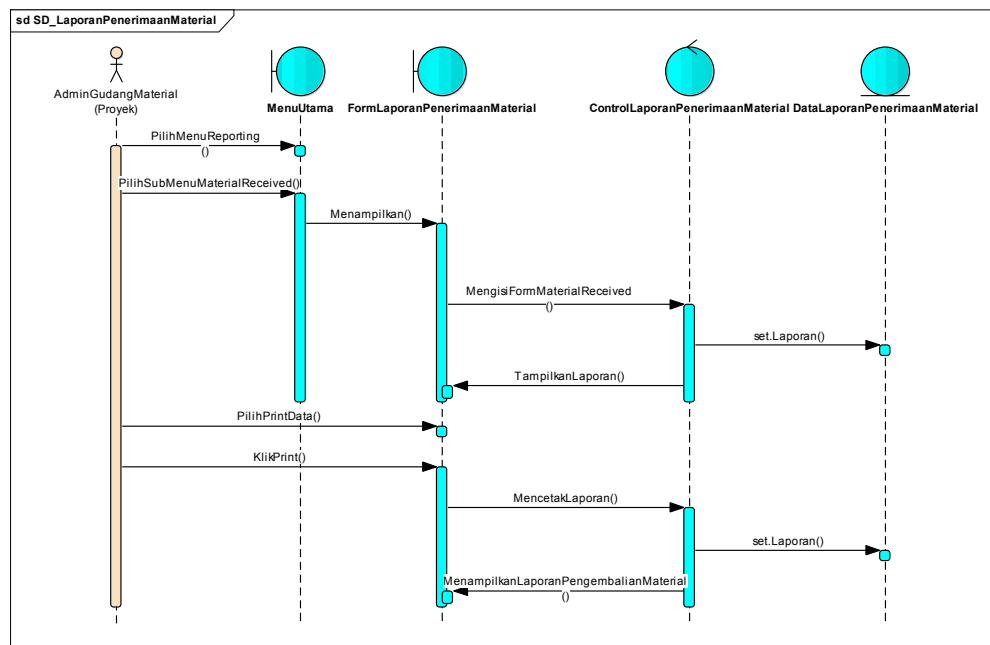 sd SD_LaporanPenerimaanMaterial
AdminGudangMaterial
(Proyek)
MenuUtama
FormLaporanPenerimaanMaterial
ControlLaporanPenerimaanMaterial
DataLaporanPenerimaanMaterial
PilihMenuReporting
()
PilihSubMenuMaterialReceived()
Menampilkan()
MengisiFormMaterialReceived
()
set.Laporan()
TampilkanLaporan()
PilihPrintData()
KlikPrint()
MencetakLaporan()
set.Laporan()
MenampilkanLaporanPengembalianMaterial
()